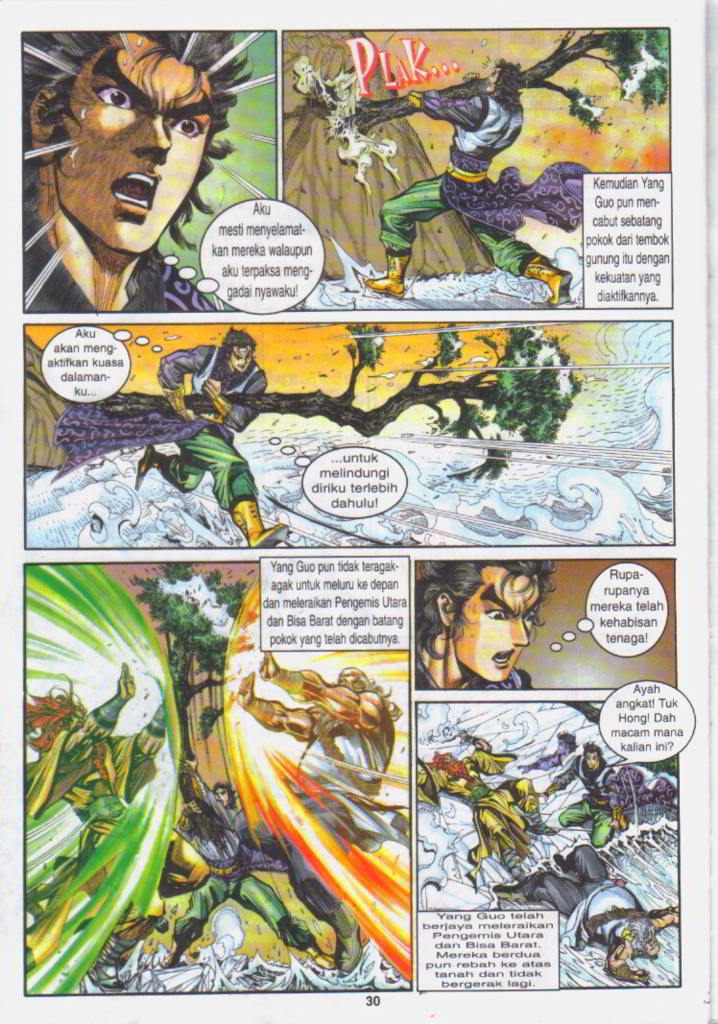 Aku
mesti menyelamat-
kan mereka walaupun
aku terpaksa meng-
gadai nyawaku!
PLAK...
Kemudian Yang
Guo pun men-
cabut sebatang
pokok dari tembok
gunung itu dengan
kekuatan yang
diaktifkannya.
Aku
akan meng-
aktifkan kuasa
dalaman-
ku...
...untuk
melindungi
diriku terlebih
dahulu!
Yang Guo pun tidak teragak-
agak untuk meluru ke depan
dan meleraikan Pengemis Utara
dan Bisa Barat dengan batang
pokok yang telah dicabutnya.
Rupa-
rupanya
mereka telah
kehabisan
tenaga!
Ayah
angkat! Tuk
Hong! Dah
macam mana
kalian ini?
Yang Guo telah
berjaya meleraikan
Pengemis Utara
dan Bisa Barat.
Mereka berdua
pun rebah ke atas
tanah dan tidak
bergerak lagi.
30